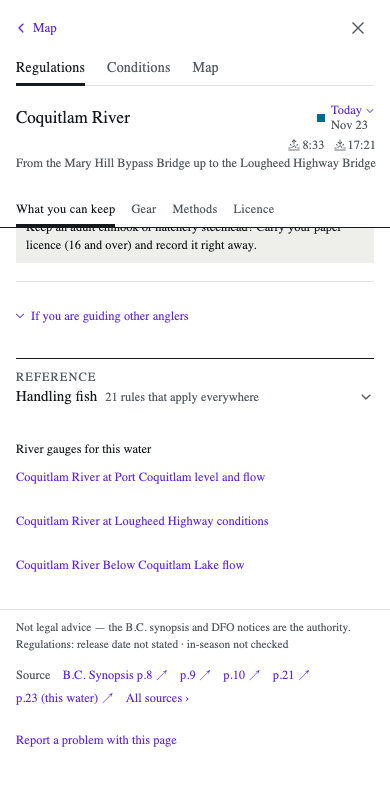 Map
Regulations Conditions Map
Coquitlam River
Today
Nov 23
8:33 17:21
From the Mary Hill Bypass Bridge up to the Lougheed Highway Bridge
What you can keep Gear Methods Licence
Keep an adult chinook or hatchery steelhead? Carry your paper
licence (16 and over) and record it right away.
If you are guiding other anglers
REFERENCE
Handling fish 21 rules that apply everywhere
River gauges for this water
Coquitlam River at Port Coquitlam level and flow
Coquitlam River at Lougheed Highway conditions
Coquitlam River Below Coquitlam Lake flow
Not legal advice — the B.C. synopsis and DFO notices are the authority.
Regulations: release date not stated · in-season not checked
Source B.C. Synopsis p.8 ↗ p.9 ↗ p.10 ↗ p.21 ↗
p.23 (this water) ↗ All sources ›
Report a problem with this page